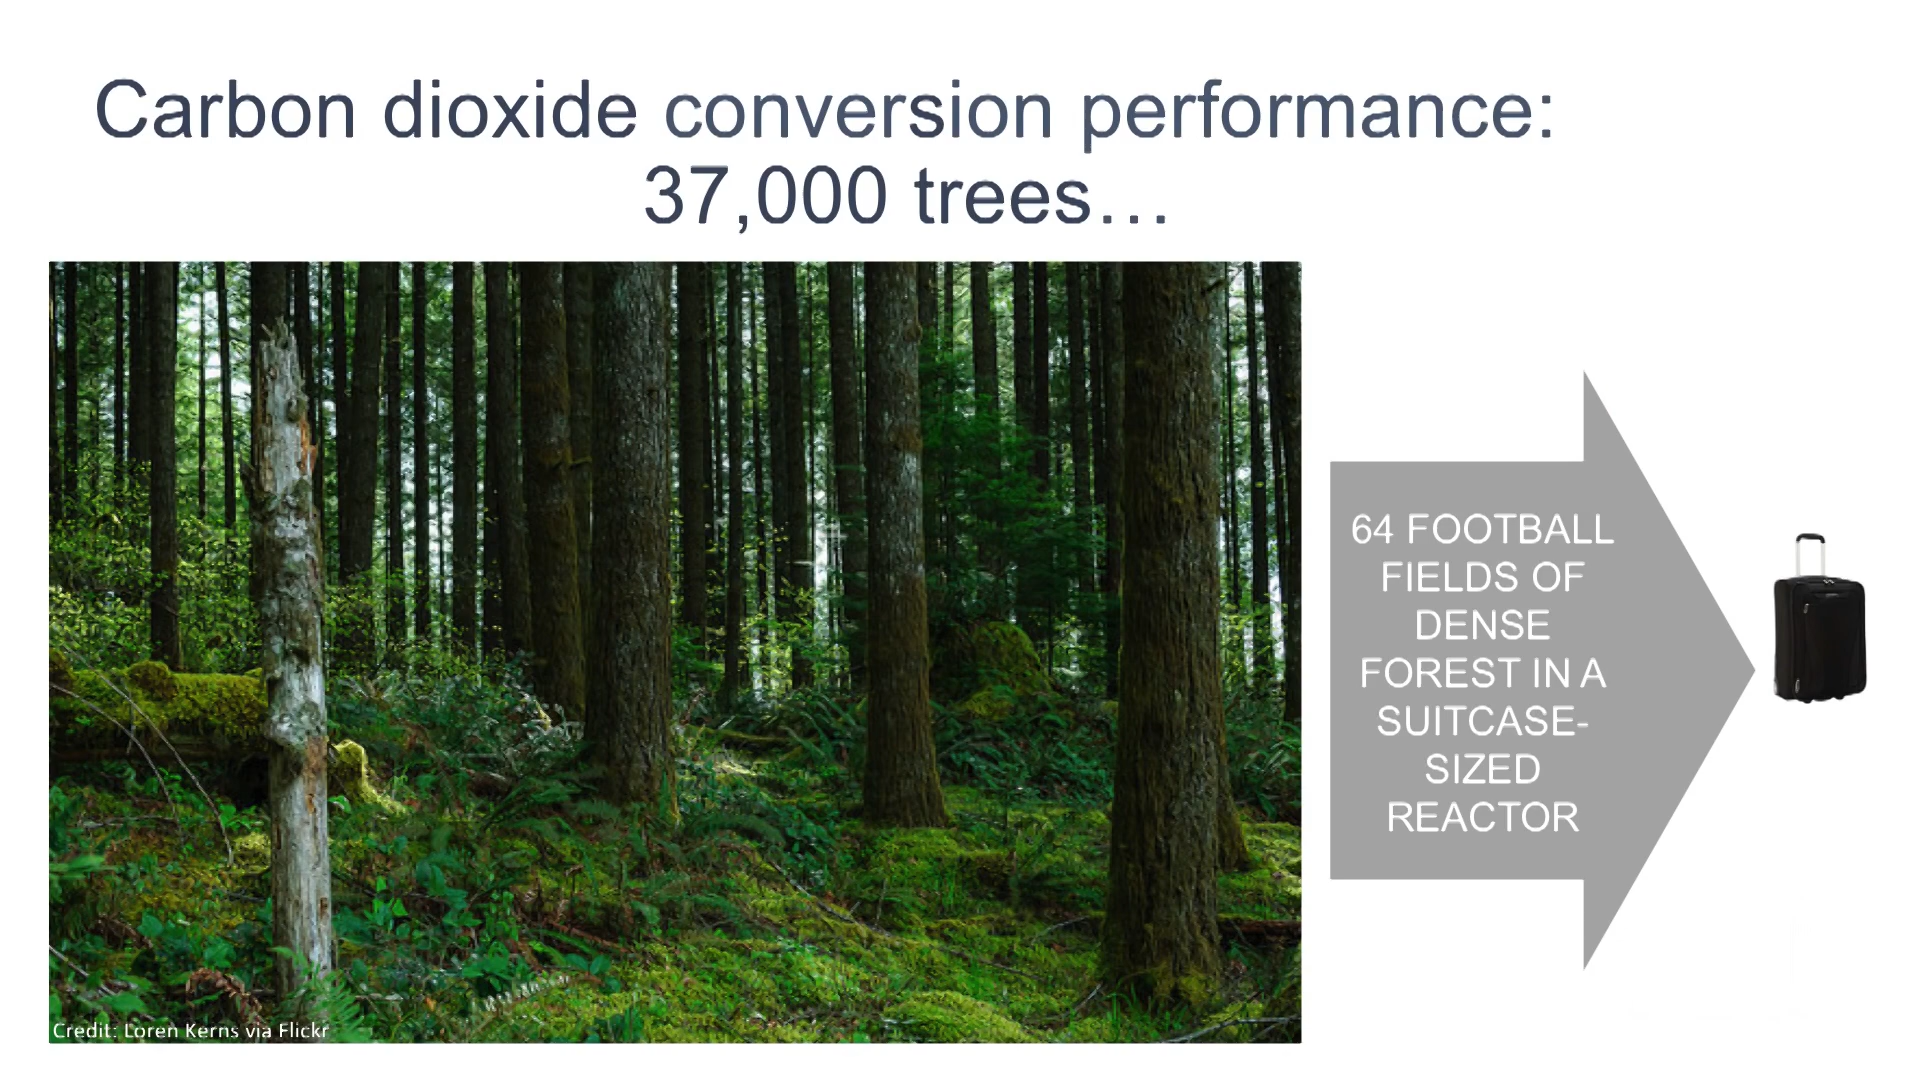 Carbon dioxide conversion performance:
37,000 trees…
64 FOOTBALL
FIELDS OF
DENSE
FOREST IN A
SUITCASE-
SIZED
REACTOR
Credit: Loren Kerns via Flickr